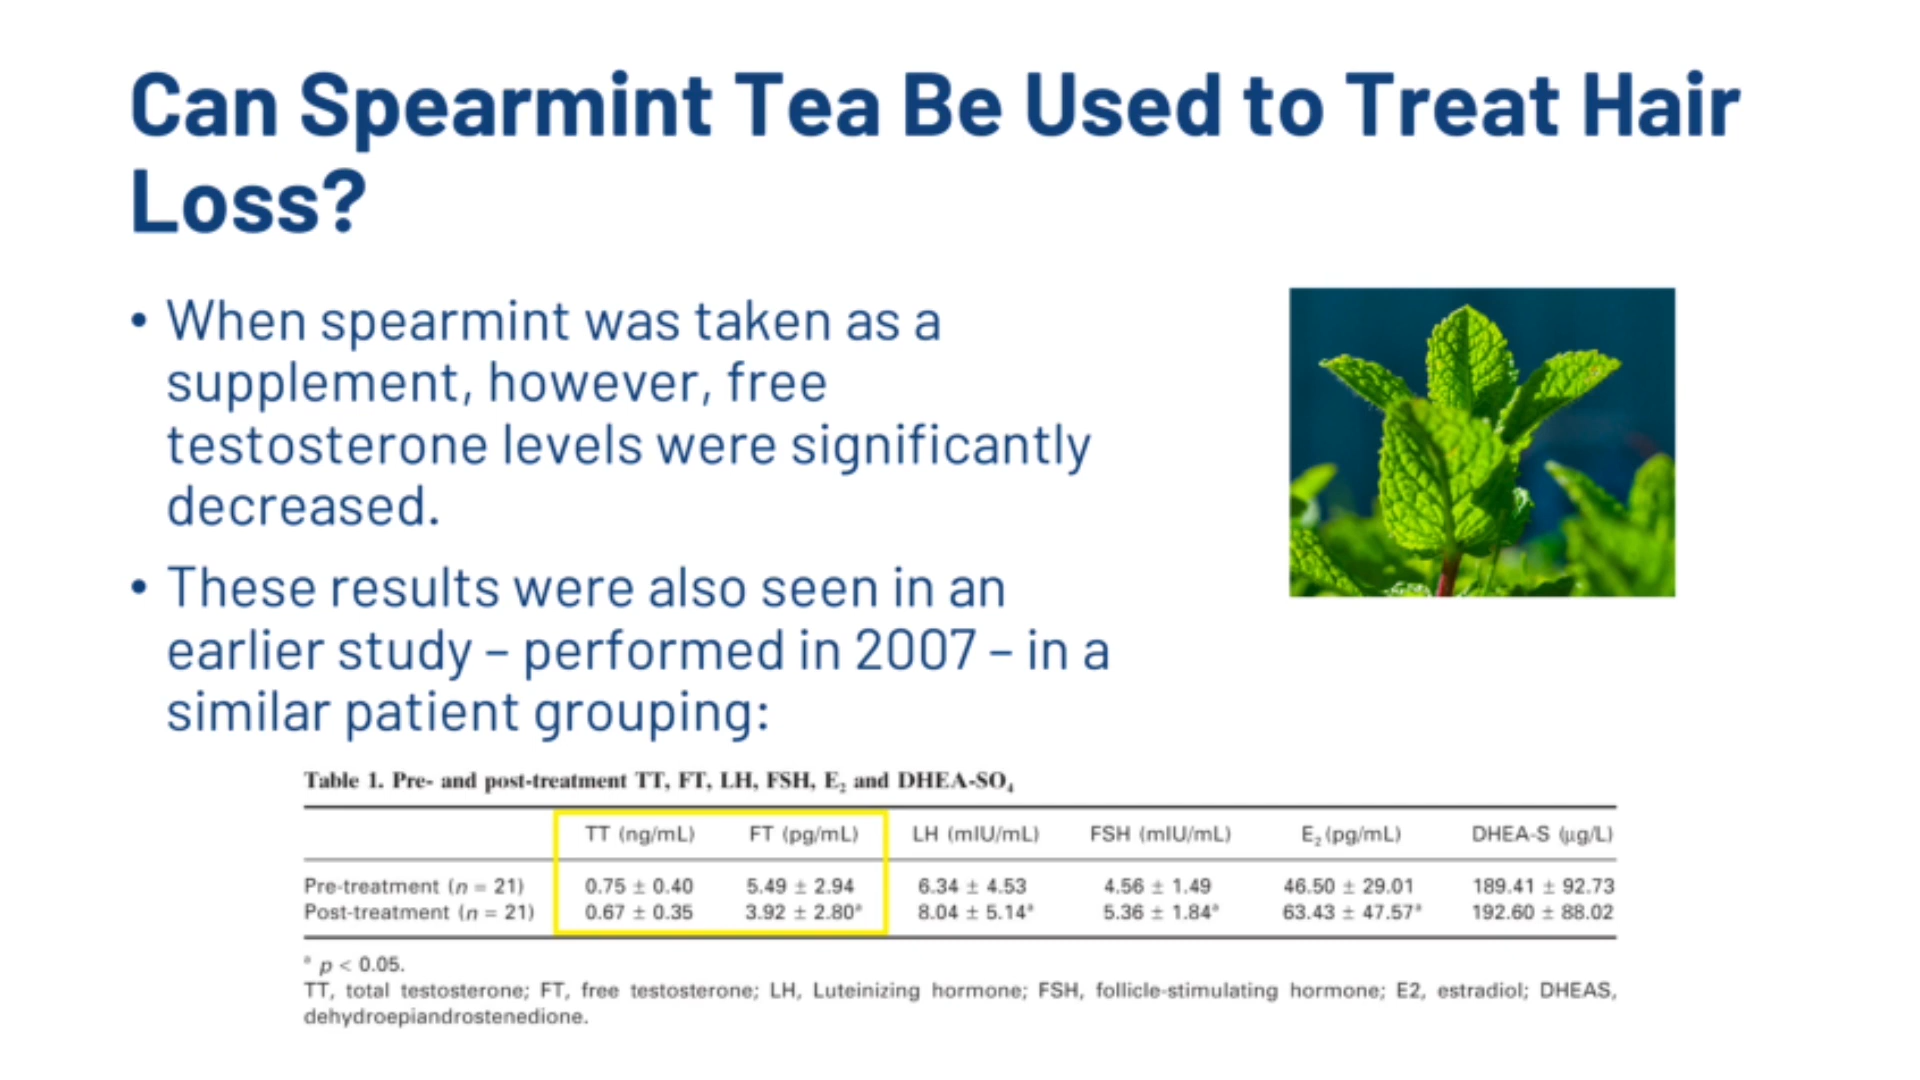 Can Spearmint Tea Be Used to Treat Hair
Loss?
• When spearmint was taken as a
supplement, however, free
testosterone levels were significantly
decreased.
• These results were also seen in an
earlier study – performed in 2007 – in a
similar patient grouping:
Table 1. Pre- and post-treatment TT, FT, LH, FSH, E₂ and DHEA-SO₄
TT (ng/mL) FT (pg/mL) LH (mIU/mL) FSH (mIU/mL) E₂ (pg/mL) DHEA-S (μg/L)
Pre-treatment (n = 21) 0.75 ± 0.40 5.49 ± 2.94 6.34 ± 4.53 4.56 ± 1.49 46.50 ± 29.01 189.41 ± 92.73
Post-treatment (n = 21) 0.67 ± 0.35 3.92 ± 2.80ᵃ 8.04 ± 5.14ᵃ 5.36 ± 1.84ᵃ 63.43 ± 47.57ᵃ 192.60 ± 88.02
ᵃ p < 0.05.
TT, total testosterone; FT, free testosterone; LH, Luteinizing hormone; FSH, follicle-stimulating hormone; E2, estradiol; DHEAS,
dehydroepiandrostenedione.